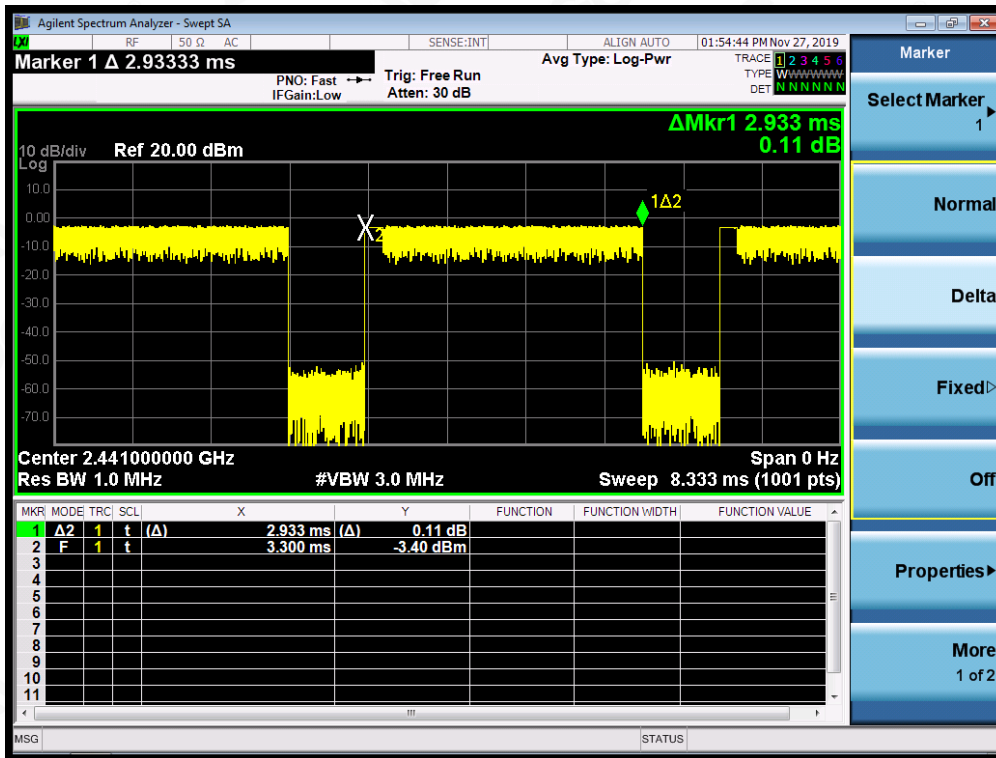 Agilent Spectrum Analyzer - Swept SA
LXI RF 50 Ω AC SENSE:INT ALIGN AUTO 01:54:44 PM Nov 27, 2019
Marker 1 Δ 2.93333 ms
PNO: Fast
IFGain:Low
Trig: Free Run
Atten: 30 dB
Avg Type: Log-Pwr
TRACE 1 2 3 4 5 6
TYPE WWWWWWW
DET N N N N N N
ΔMkr1 2.933 ms
0.11 dB
10 dB/div Ref 20.00 dBm
Log
10.0
0.00
-10.0
-20.0
-30.0
-40.0
-50.0
-60.0
-70.0
1Δ2
2
Center 2.441000000 GHz Span 0 Hz
Res BW 1.0 MHz #VBW 3.0 MHz Sweep 8.333 ms (1001 pts)
MKR MODE TRC SCL X Y FUNCTION FUNCTION WIDTH FUNCTION VALUE
1 Δ2 1 t (Δ) 2.933 ms (Δ) 0.11 dB
2 F 1 t 3.300 ms -3.40 dBm
3
4
5
6
7
8
9
10
11
MSG STATUS
Marker
Select Marker
1
Normal
Delta
Fixed
Off
Properties
More
1 of 2